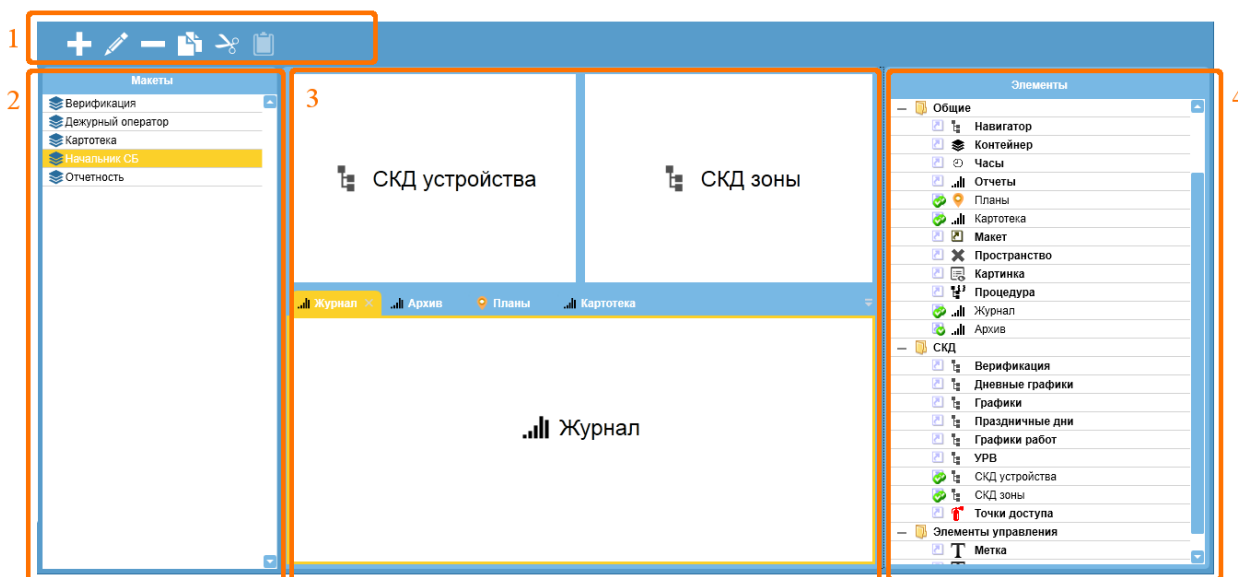 1
2
3
4
Макеты
Верификация
Дежурный оператор
Картотека
Начальник СБ
Отчетность
СКД устройства
СКД зоны
Журнал
Архив
Планы
Картотека
Журнал
Элементы
Общие
Навигатор
Контейнер
Часы
Отчеты
Планы
Картотека
Макет
Пространство
Картинка
Процедура
Журнал
Архив
СКД
Верификация
Дневные графики
Графики
Праздничные дни
Графики работ
УРВ
СКД устройства
СКД зоны
Точки доступа
Элементы управления
Метка